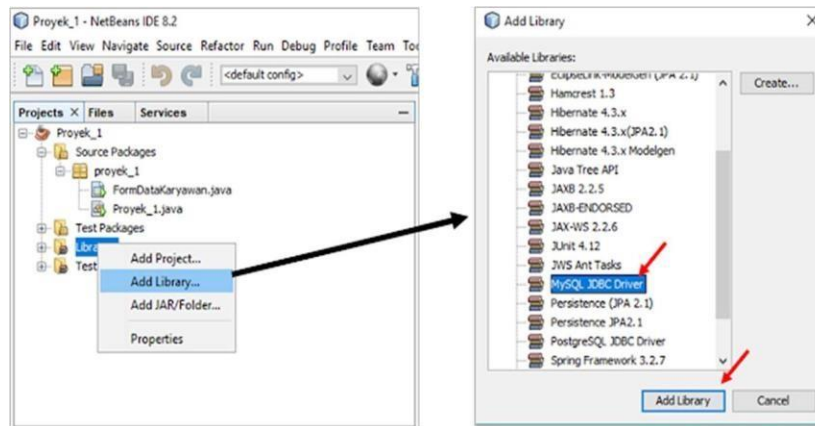 Proyek_1 - NetBeans IDE 8.2
File Edit View Navigate Source Refactor Run Debug Profile Team
<default config>
Projects Files Services
Proyek_1
Source Packages
proyek_1
FormDataKaryawan.java
Proyek_1.java
Test Packages
Add Project...
Add Library...
Add JAR/Folder...
Properties
Add Library
Available Libraries:
EclipseLink-ModelGen (JPA 2.1)
Hamcrest 1.3
Hibernate 4.3.x
Hibernate 4.3.x(JPA2.1)
Hibernate 4.3.x Modelgen
Java Tree API
JAXB 2.2.5
JAXB-ENDORSED
JAX-WS 2.2.6
JUnit 4.12
JWS Ant Tasks
MySQL JDBC Driver
Persistence (JPA 2.1)
Persistence JPA2.1
PostgreSQL JDBC Driver
Spring Framework 3.2.7
Create...
Add Library Cancel